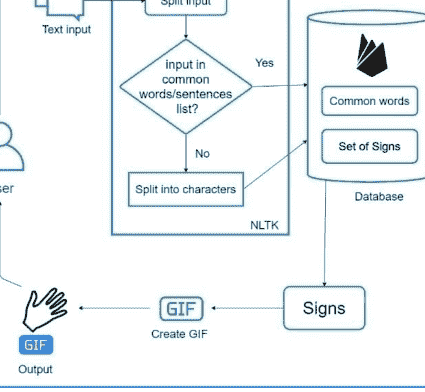 Split input
Text input
Input in
common
words/sentences
list?
Yes
No
Split into characters
NLTK
Common words
Set of Signs
Database
ser
Signs
GIF
Create GIF
GIF
Output